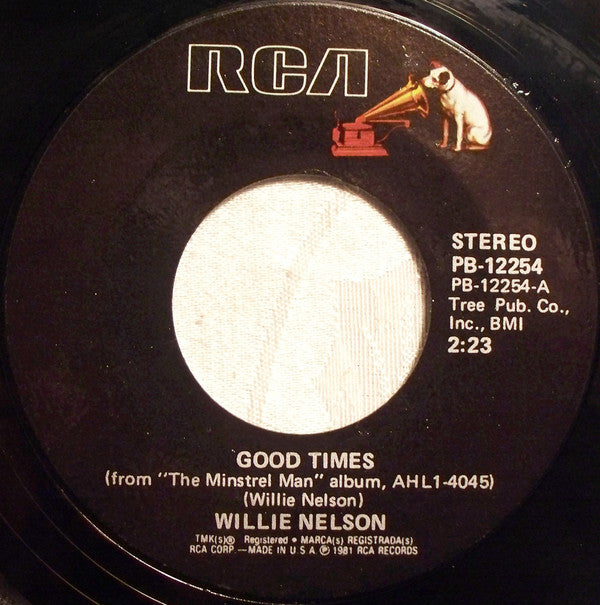 RCA
STEREO
PB-12254
PB-12254-A
Tree Pub. Co.,
Inc., BMI
2:23
GOOD TIMES
(from "The Minstrel Man" album, AHL1-4045)
(Willie Nelson)
WILLIE NELSON
TMK(s)® Registered • MARCA(s) REGISTRADA(s)
RCA CORP.—MADE IN U S A ℗ 1981 RCA RECORDS